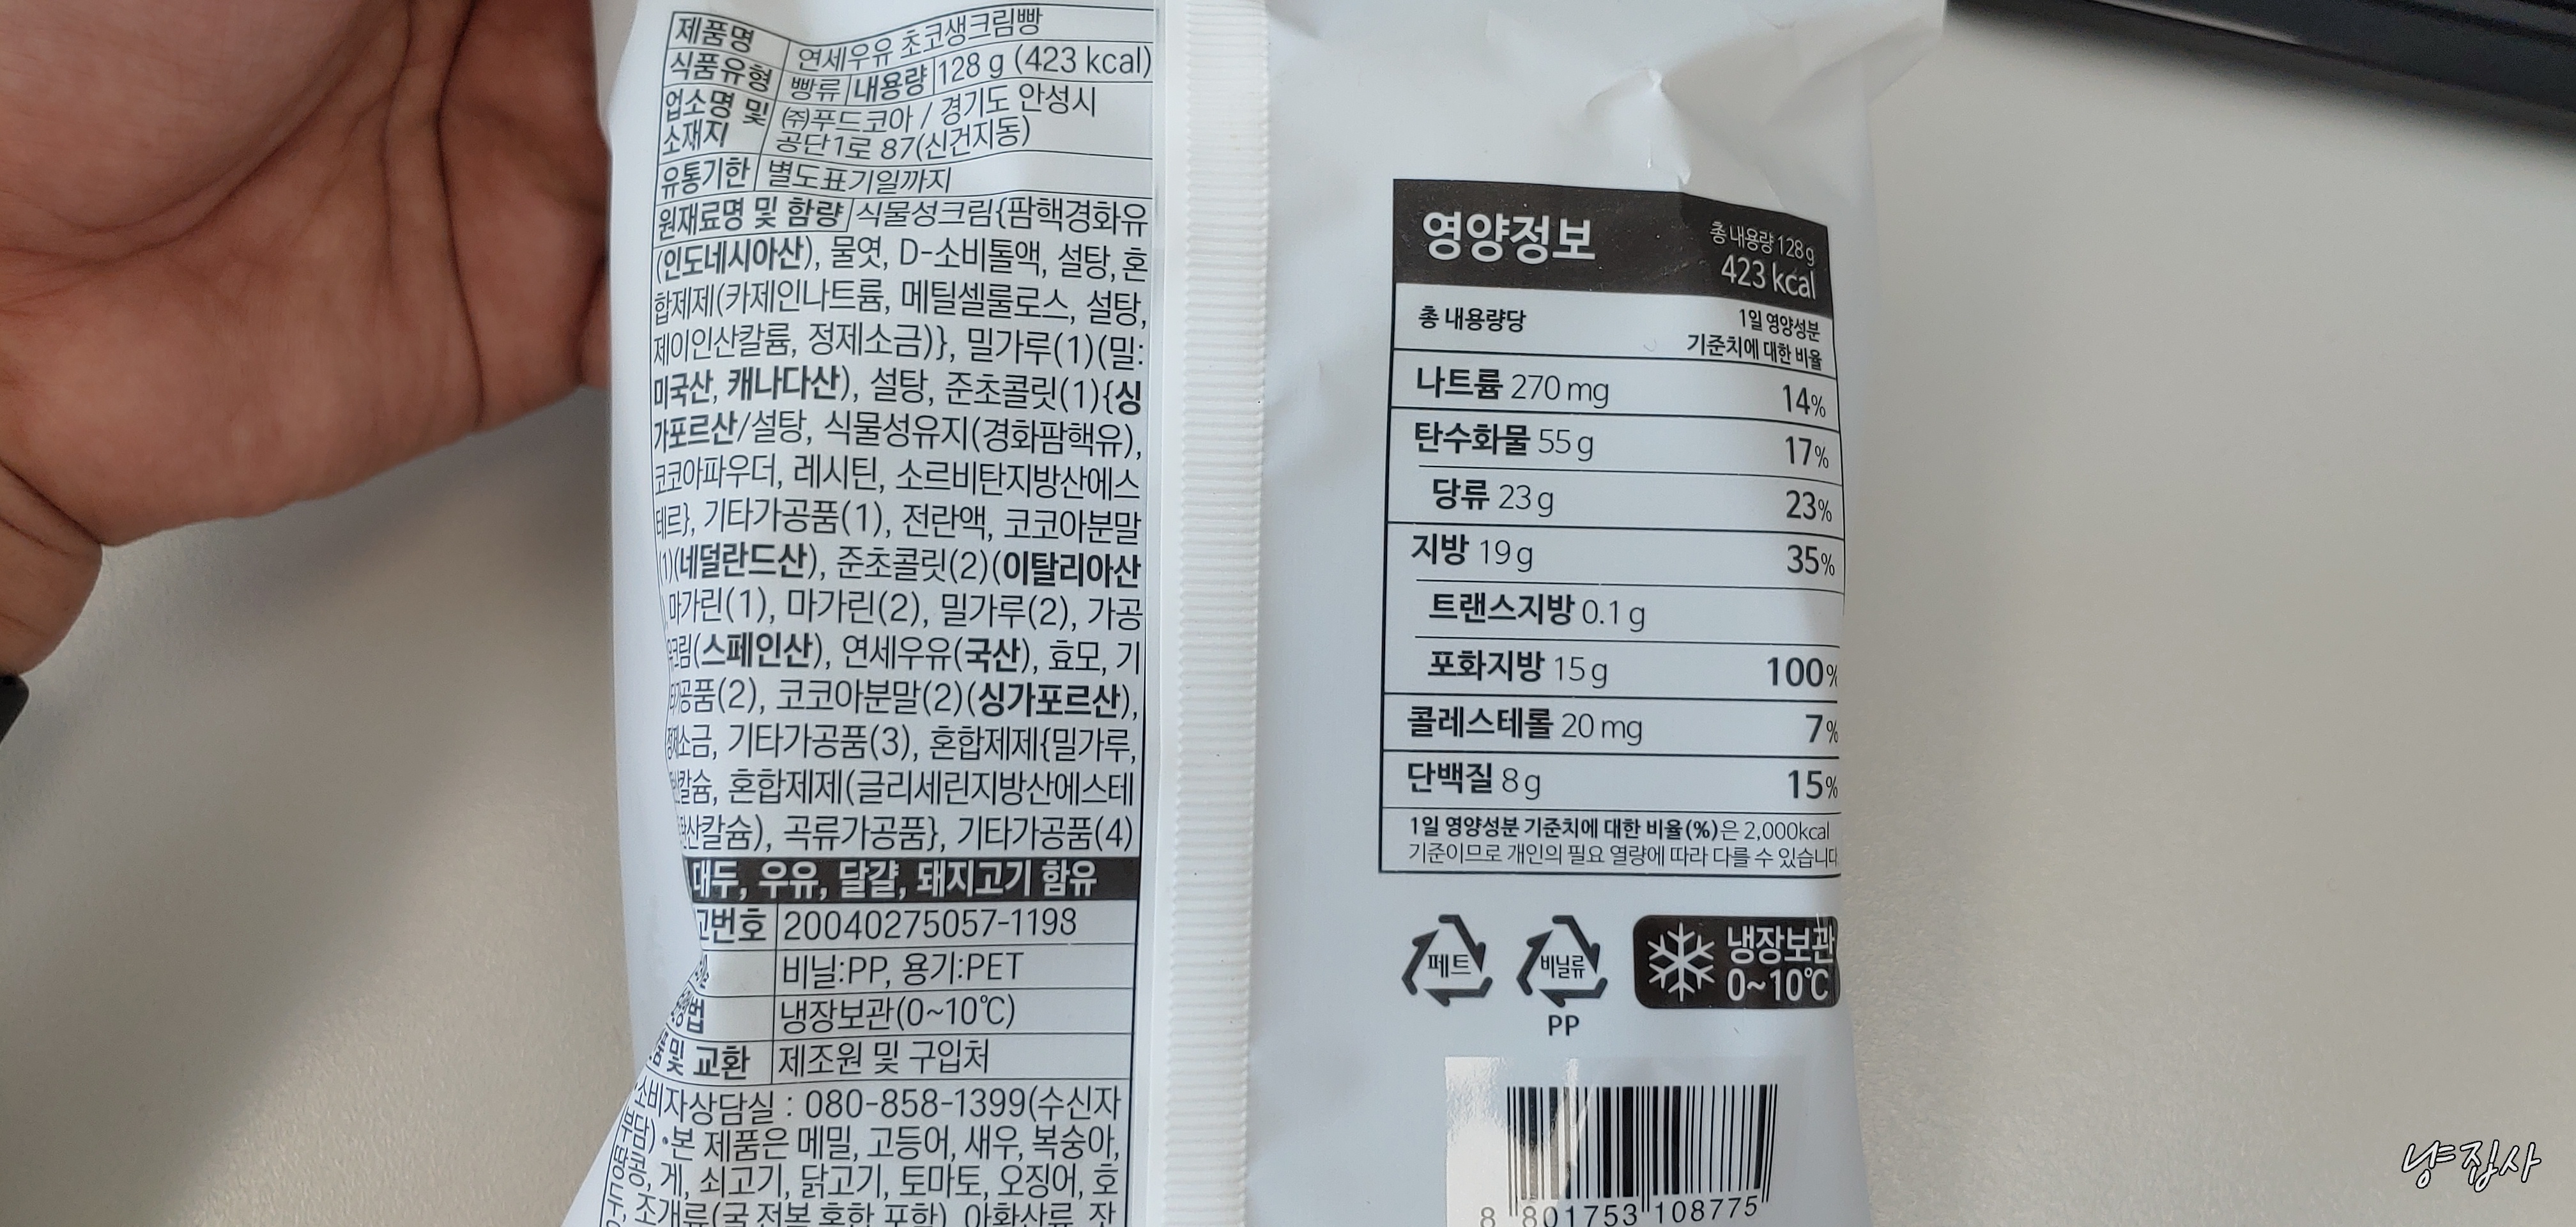 제품명 연세우유 초코생크림빵
식품유형 빵류 내용량 128 g (423 kcal)
업소명 및 소재지 ㈜푸드코아 / 경기도 안성시
공단1로 87(신건지동)
유통기한 별도표기일까지
원재료명 및 함량 식물성크림{팜핵경화유
(인도네시아산), 물엿, D-소비톨액, 설탕, 혼
합제제(카제인나트륨, 메틸셀룰로스, 설탕,
제이인산칼륨, 정제소금)}, 밀가루(1)(밀:
미국산, 캐나다산), 설탕, 준초콜릿(1){싱
가포르산/설탕, 식물성유지(경화팜핵유),
코코아파우더, 레시틴, 소르비탄지방산에스
테르}, 기타가공품(1), 전란액, 코코아분말
(1)(네덜란드산), 준초콜릿(2)(이탈리아산
), 마가린(1), 마가린(2), 밀가루(2), 가공
크림(스페인산), 연세우유(국산), 효모, 기
타가공품(2), 코코아분말(2)(싱가포르산),
정제소금, 기타가공품(3), 혼합제제{밀가루,
칼슘, 혼합제제(글리세린지방산에스테
산칼슘), 곡류가공품}, 기타가공품(4)
대두, 우유, 달걀, 돼지고기 함유
고번호 20040275057-1198
비닐:PP, 용기:PET
법 냉장보관(0~10℃)
및 교환 제조원 및 구입처
소비자상담실 : 080-858-1399(수신자
부담) •본 제품은 메밀, 고등어, 새우, 복숭아,
땅콩, 게, 쇠고기, 닭고기, 토마토, 오징어, 호
두, 조개류(굴,전복,홍합 포함), 아황산류, 잣
영양정보 총 내용량 128 g
423 kcal
총 내용량당 1일 영양성분
기준치에 대한 비율
나트륨 270 mg 14%
탄수화물 55 g 17%
당류 23 g 23%
지방 19 g 35%
트랜스지방 0.1 g
포화지방 15 g 100%
콜레스테롤 20 mg 7%
단백질 8 g 15%
1일 영양성분 기준치에 대한 비율(%)은 2,000kcal
기준이므로 개인의 필요 열량에 따라 다를 수 있습니다
페트 비닐류 냉장보관
0~10℃
PP
8 801753 108775
냥집사